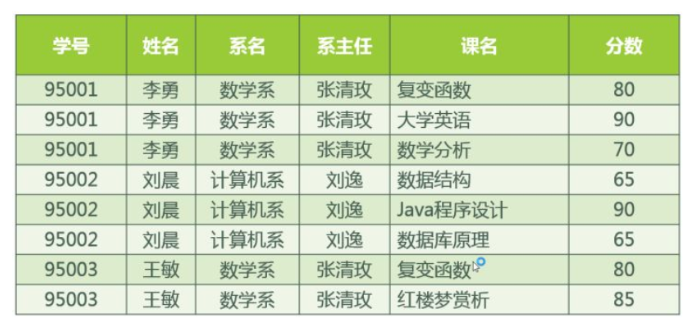 学号 姓名 系名 系主任 课名 分数
95001 李勇 数学系 张清玫 复变函数 80
95001 李勇 数学系 张清玫 大学英语 90
95001 李勇 数学系 张清玫 数学分析 70
95002 刘晨 计算机系 刘逸 数据结构 65
95002 刘晨 计算机系 刘逸 Java程序设计 90
95002 刘晨 计算机系 刘逸 数据库原理 65
95003 王敏 数学系 张清玫 复变函数 80
95003 王敏 数学系 张清玫 红楼梦赏析 85